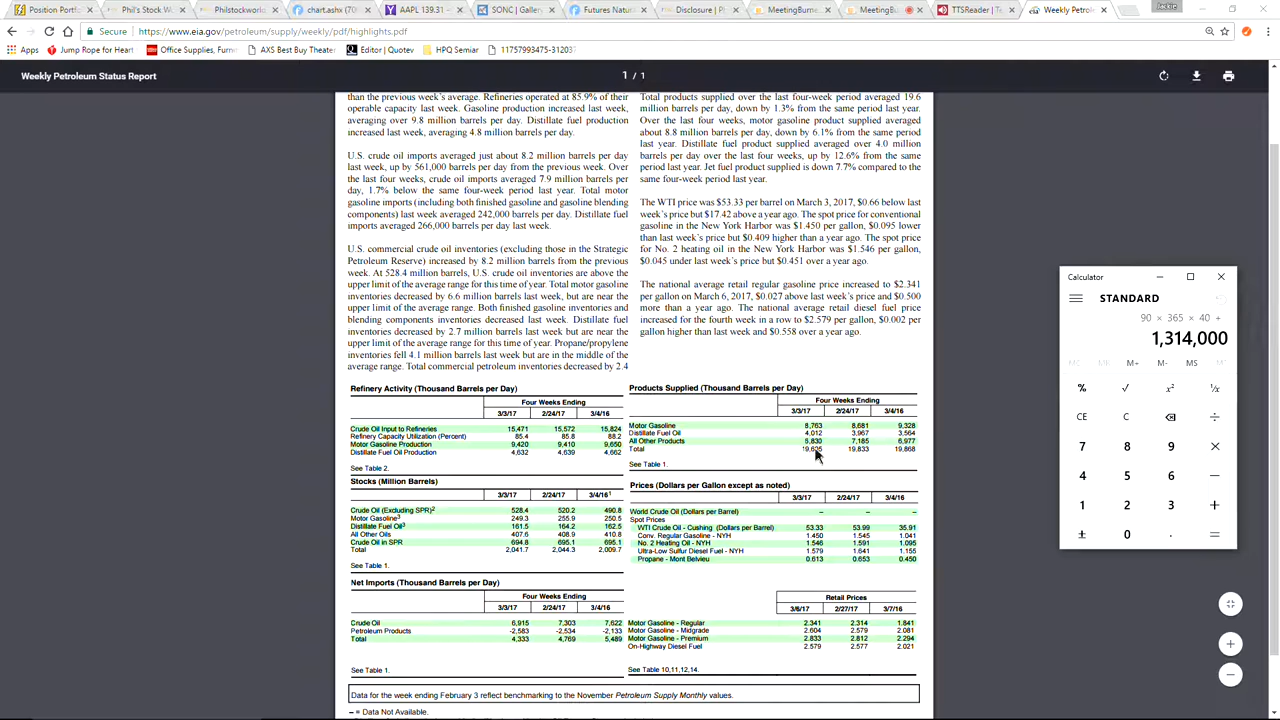 Position Portfo
Phil's Stock W
Philstockworlo
chart.ashx (70
AAPL 139.31
SONC | Gallery
Futures Natura
Disclosure | P
MeetingBurne
MeetingBu
TTSReader | Te
Weekly Petrole
Jackie
Secure
https://www.eia.gov/petroleum/supply/weekly/pdf/highlights.pdf
Apps
Jump Rope for Heart
Office Supplies, Furn
AXS Best Buy Theater
Editor | Quotev
HPQ Semiar
11757993475-31203
Weekly Petroleum Status Report
1 / 1
than the previous week's average. Refineries operated at 85.9% of their
operable capacity last week. Gasoline production increased last week,
averaging over 9.8 million barrels per day. Distillate fuel production
increased last week, averaging 4.8 million barrels per day.
U.S. crude oil imports averaged just about 8.2 million barrels per day
last week, up by 561,000 barrels per day from the previous week. Over
the last four weeks, crude oil imports averaged 7.9 million barrels per
day, 1.7% below the same four-week period last year. Total motor
gasoline imports (including both finished gasoline and gasoline blending
components) last week averaged 242,000 barrels per day. Distillate fuel
imports averaged 266,000 barrels per day last week.
U.S. commercial crude oil inventories (excluding those in the Strategic
Petroleum Reserve) increased by 8.2 million barrels from the previous
week. At 528.4 million barrels, U.S. crude oil inventories are above the
upper limit of the average range for this time of year. Total motor gasoline
inventories decreased by 6.6 million barrels last week, but are near the
upper limit of the average range. Both finished gasoline inventories and
blending components inventories decreased last week. Distillate fuel
inventories decreased by 2.7 million barrels last week but are near the
upper limit of the average range for this time of year. Propane/propylene
inventories fell 4.1 million barrels last week but are in the middle of the
average range. Total commercial petroleum inventories decreased by 2.4
Total products supplied over the last four-week period averaged 19.6
million barrels per day, down by 1.3% from the same period last year.
Over the last four weeks, motor gasoline product supplied averaged
about 8.8 million barrels per day, down by 6.1% from the same period
last year. Distillate fuel product supplied averaged over 4.0 million
barrels per day over the last four weeks, up by 12.6% from the same
period last year. Jet fuel product supplied is down 7.7% compared to the
same four-week period last year.
The WTI price was $53.33 per barrel on March 3, 2017, $0.66 below last
week's price but $17.42 above a year ago. The spot price for conventional
gasoline in the New York Harbor was $1.450 per gallon, $0.095 lower
than last week's price but $0.409 higher than a year ago. The spot price
for No. 2 heating oil in the New York Harbor was $1.546 per gallon,
$0.045 under last week's price but $0.451 over a year ago.
The national average retail regular gasoline price increased to $2.341
per gallon on March 6, 2017, $0.027 above last week's price and $0.500
more than a year ago. The national average retail diesel fuel price
increased for the fourth week in a row to $2.579 per gallon, $0.002 per
gallon higher than last week and $0.558 over a year ago.
Refinery Activity (Thousand Barrels per Day)
Four Weeks Ending
3/3/17 2/24/17 3/4/16
Crude Oil Input to Refineries 15,471 15,572 15,824
Refinery Capacity Utilization (Percent) 85.4 85.8 88.2
Motor Gasoline Production 9,420 9,410 9,650
Distillate Fuel Oil Production 4,632 4,639 4,662
See Table 2.
Stocks (Million Barrels)
3/3/17 2/24/17 3/4/16¹
Crude Oil (Excluding SPR)² 528.4 520.2 490.8
Motor Gasoline³ 249.3 255.9 250.5
Distillate Fuel Oil³ 161.5 164.2 162.5
All Other Oils 407.6 408.9 410.8
Crude Oil in SPR 694.8 695.1 695.1
Total 2,041.7 2,044.3 2,009.7
See Table 1.
Net Imports (Thousand Barrels per Day)
Four Weeks Ending
3/3/17 2/24/17 3/4/16
Crude Oil 6,915 7,303 7,622
Petroleum Products -2,583 -2,534 -2,133
Total 4,333 4,769 5,489
See Table 1.
Products Supplied (Thousand Barrels per Day)
Four Weeks Ending
3/3/17 2/24/17 3/4/16
Motor Gasoline 8,763 8,681 9,328
Distillate Fuel Oil 4,012 3,967 3,564
All Other Products 6,830 7,185 6,977
Total 19,833 19,868
See Table 1.
Prices (Dollars per Gallon except as noted)
3/3/17 2/24/17 3/4/16
World Crude Oil (Dollars per Barrel) – – –
Spot Prices
WTI Crude Oil - Cushing (Dollars per Barrel) 53.33 53.99 35.91
Conv. Regular Gasoline - NYH 1.450 1.545 1.041
No. 2 Heating Oil - NYH 1.546 1.591 1.095
Ultra-Low Sulfur Diesel Fuel - NYH 1.579 1.641 1.155
Propane - Mont Belvieu 0.613 0.653 0.450
Retail Prices
3/6/17 2/27/17 3/7/16
Motor Gasoline - Regular 2.341 2.314 1.841
Motor Gasoline - Midgrade 2.604 2.579 2.081
Motor Gasoline - Premium 2.833 2.812 2.294
On-Highway Diesel Fuel 2.579 2.577 2.021
See Table 10,11,12,14.
Data for the week ending February 3 reflect benchmarking to the November Petroleum Supply Monthly values.
– = Data Not Available.
Calculator
STANDARD
90 × 365 × 40 +
1,314,000
MC MR M+ M- MS
% √ x² ¹/x
CE C ÷
7 8 9 ×
4 5 6 −
1 2 3 +
± 0 . =